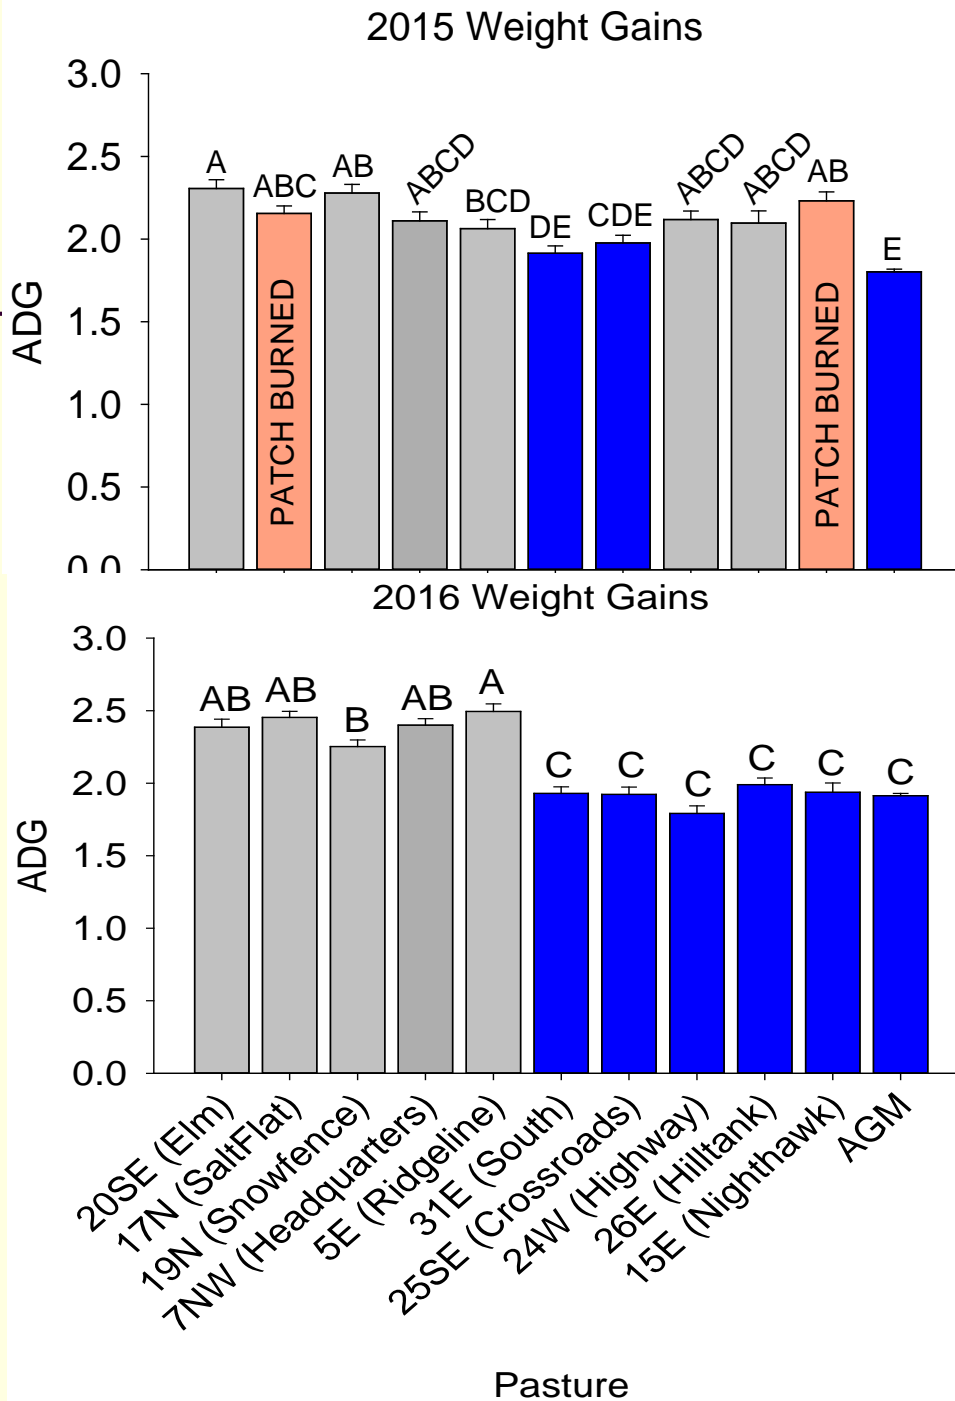 2015 Weight Gains
3.0
2.5
2.0
1.5
1.0
0.5
0.0
ADG
A
ABC
AB
ABCD
BCD
DE
CDE
ABCD
ABCD
AB
E
PATCH BURNED
PATCH BURNED
2016 Weight Gains
3.0
2.5
2.0
1.5
1.0
0.5
0.0
ADG
AB
AB
B
AB
A
C
C
C
C
C
C
20SE (Elm)
17N (SaltFlat)
19N (Snowfence)
7NW (Headquarters)
5E (Ridgeline)
31E (South)
25SE (Crossroads)
24W (Highway)
26E (Hilltank)
15E (Nighthawk)
AGM
Pasture